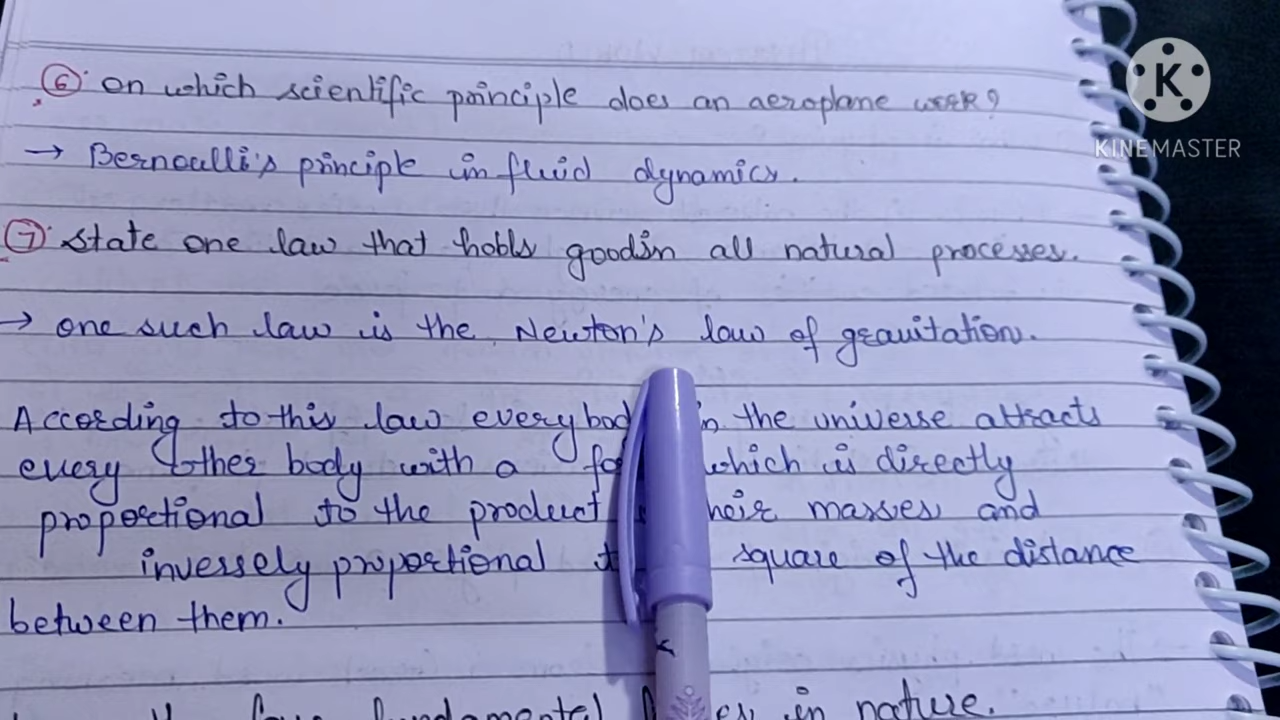 6 on which scientific principle does an aeroplane work?
→ Bernoulli's principle in fluid dynamics.
7 state one law that holds goodin all natural processes.
→ one such law is the Newton's law of gravitation.
According to this law every in the universe attracts
every other body with a which is directly
proportional to the product their masses and
inversely proportional square of the distance
between them.
fundamental in nature.
K
KINEMASTER